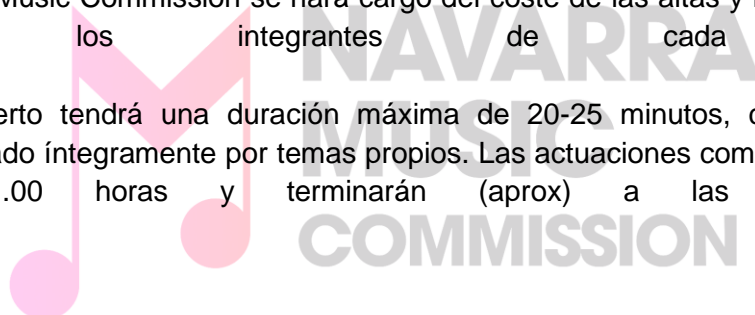 Music Commission se hará cargo del coste de las altas y
los integrantes de cada
NAVARRA
erto tendrá una duración máxima de 20-25 minutos,
MUSIC
ado íntegramente por temas propios. Las actuaciones com
.00 horas y terminarán (aprox) a las
COMMISSION